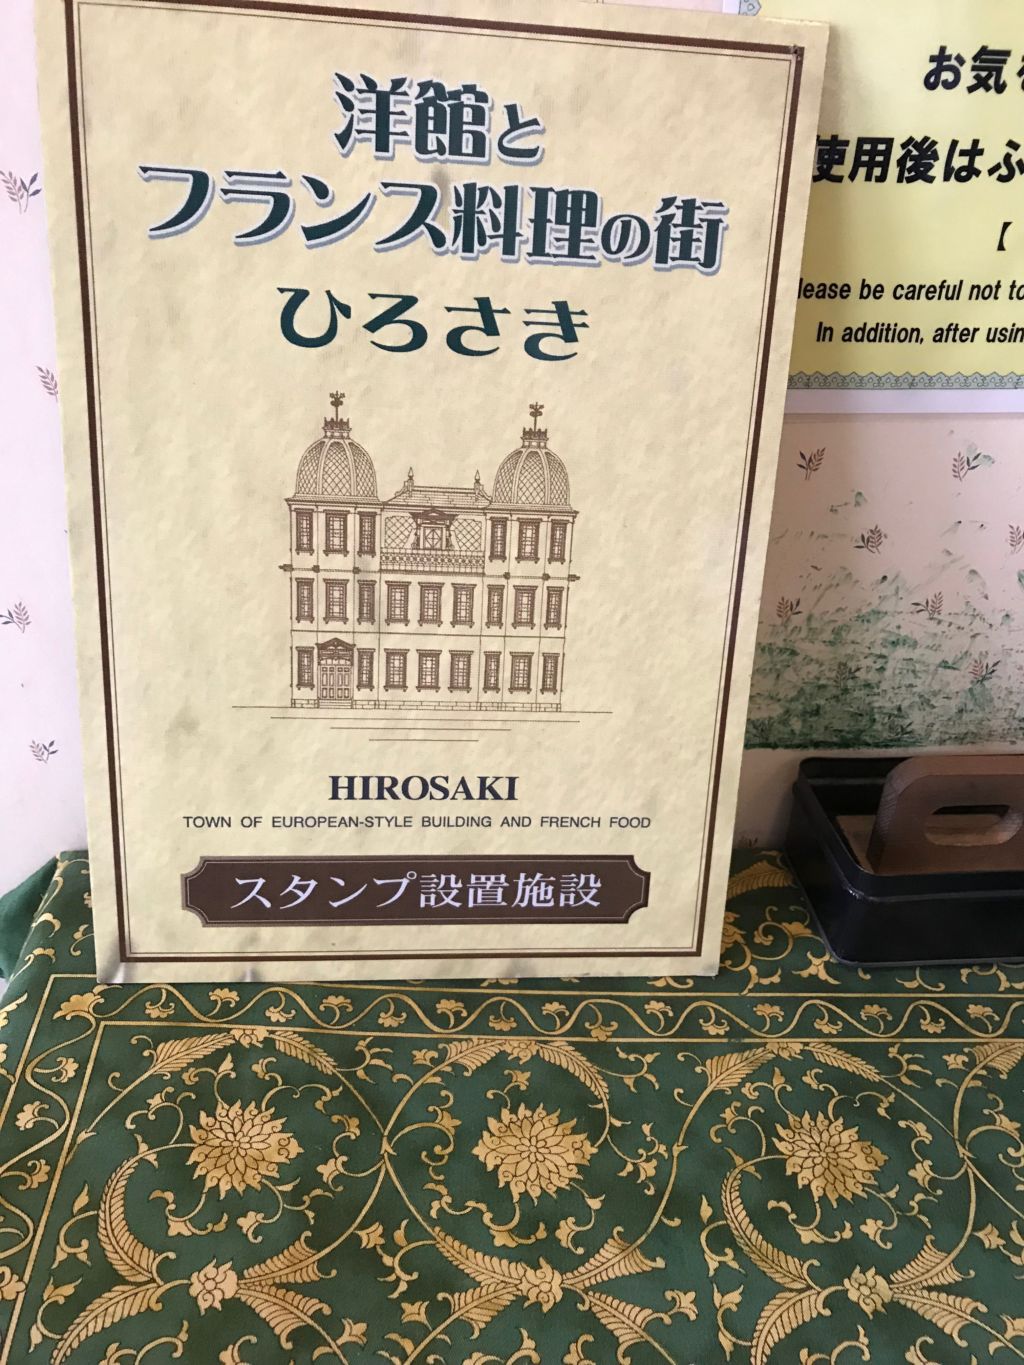 洋館と
フランス料理の街
ひろさき
HIROSAKI
TOWN OF EUROPEAN-STYLE BUILDING AND FRENCH FOOD
スタンプ設置施設
お気を
使用後はふ
【
lease be careful not to
In addition, after usin